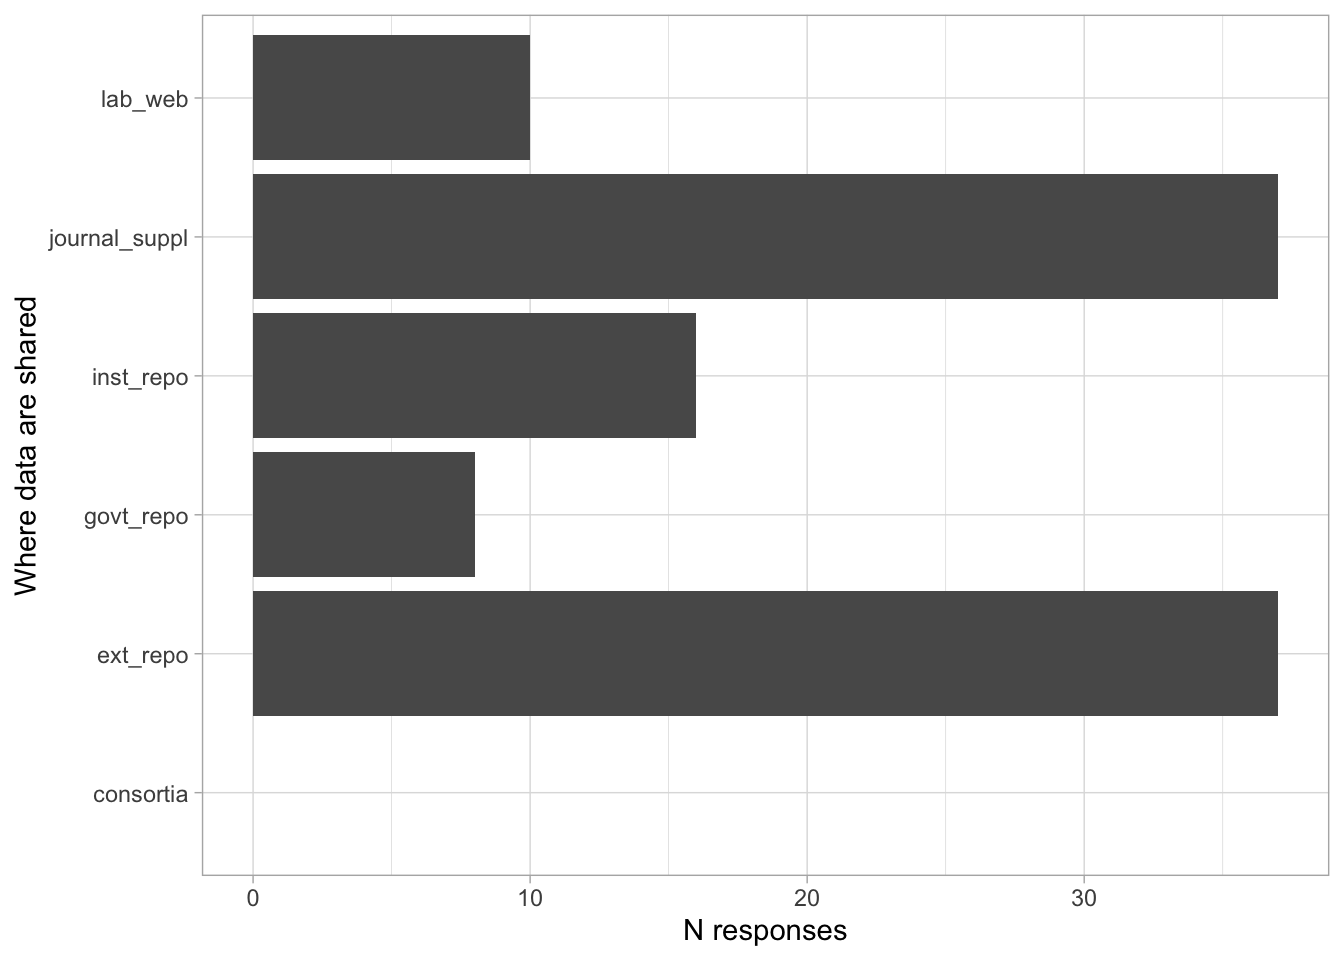 Where data are shared
lab_web
journal_suppl
inst_repo
govt_repo
ext_repo
consortia
0 10 20 30
N responses